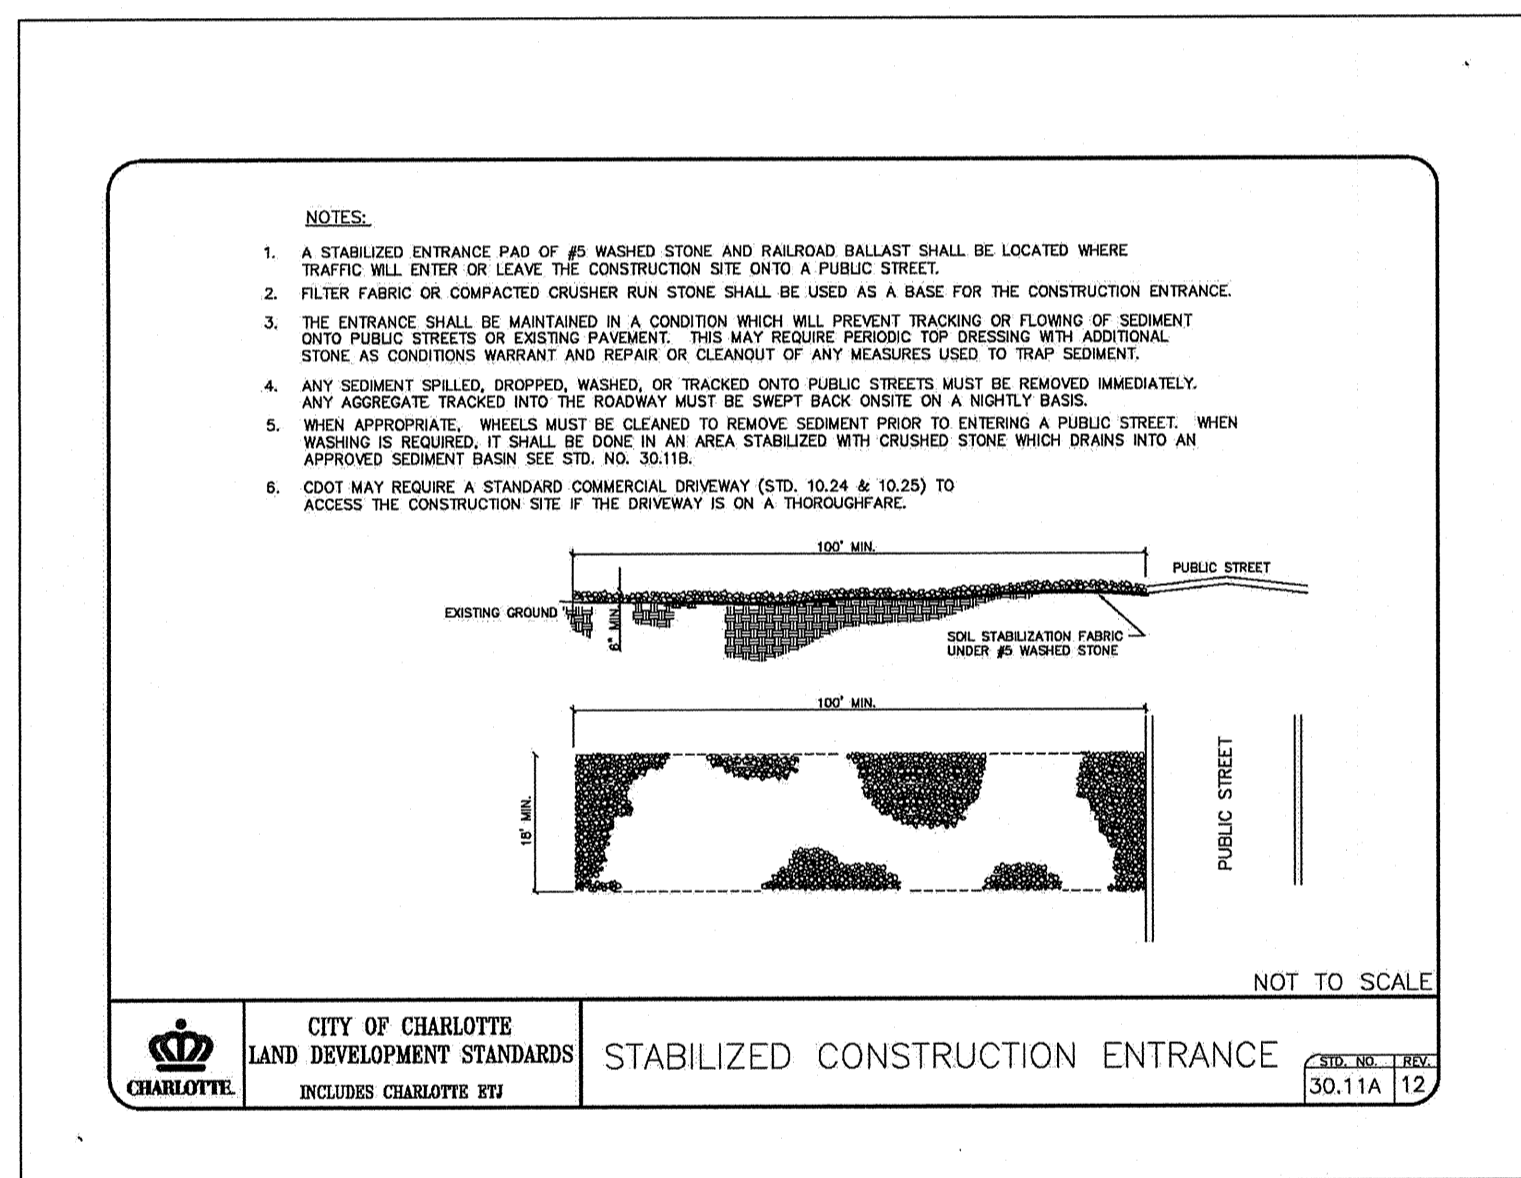 NOTES:
1. A STABILIZED ENTRANCE PAD OF #5 WASHED STONE AND RAILROAD BALLAST SHALL BE LOCATED WHERE
TRAFFIC WILL ENTER OR LEAVE THE CONSTRUCTION SITE ONTO A PUBLIC STREET.
2. FILTER FABRIC OR COMPACTED CRUSHER RUN STONE SHALL BE USED AS A BASE FOR THE CONSTRUCTION ENTRANCE.
3. THE ENTRANCE SHALL BE MAINTAINED IN A CONDITION WHICH WILL PREVENT TRACKING OR FLOWING OF SEDIMENT
ONTO PUBLIC STREETS OR EXISTING PAVEMENT. THIS MAY REQUIRE PERIODIC TOP DRESSING WITH ADDITIONAL
STONE AS CONDITIONS WARRANT AND REPAIR OR CLEANOUT OF ANY MEASURES USED TO TRAP SEDIMENT.
4. ANY SEDIMENT SPILLED, DROPPED, WASHED, OR TRACKED ONTO PUBLIC STREETS MUST BE REMOVED IMMEDIATELY.
ANY AGGREGATE TRACKED INTO THE ROADWAY MUST BE SWEPT BACK ONSITE ON A NIGHTLY BASIS.
5. WHEN APPROPRIATE, WHEELS MUST BE CLEANED TO REMOVE SEDIMENT PRIOR TO ENTERING A PUBLIC STREET. WHEN
WASHING IS REQUIRED, IT SHALL BE DONE IN AN AREA STABILIZED WITH CRUSHED STONE WHICH DRAINS INTO AN
APPROVED SEDIMENT BASIN SEE STD. NO. 30.11B.
6. CDOT MAY REQUIRE A STANDARD COMMERCIAL DRIVEWAY (STD. 10.24 & 10.25) TO
ACCESS THE CONSTRUCTION SITE IF THE DRIVEWAY IS ON A THOROUGHFARE.
100' MIN.
PUBLIC STREET
EXISTING GROUND
6" MIN.
SOIL STABILIZATION FABRIC
UNDER #5 WASHED STONE
100' MIN.
18' MIN.
PUBLIC STREET
NOT TO SCALE
CHARLOTTE
CITY OF CHARLOTTE
LAND DEVELOPMENT STANDARDS
INCLUDES CHARLOTTE ETJ
STABILIZED CONSTRUCTION ENTRANCE
STD. NO. REV.
30.11A 12